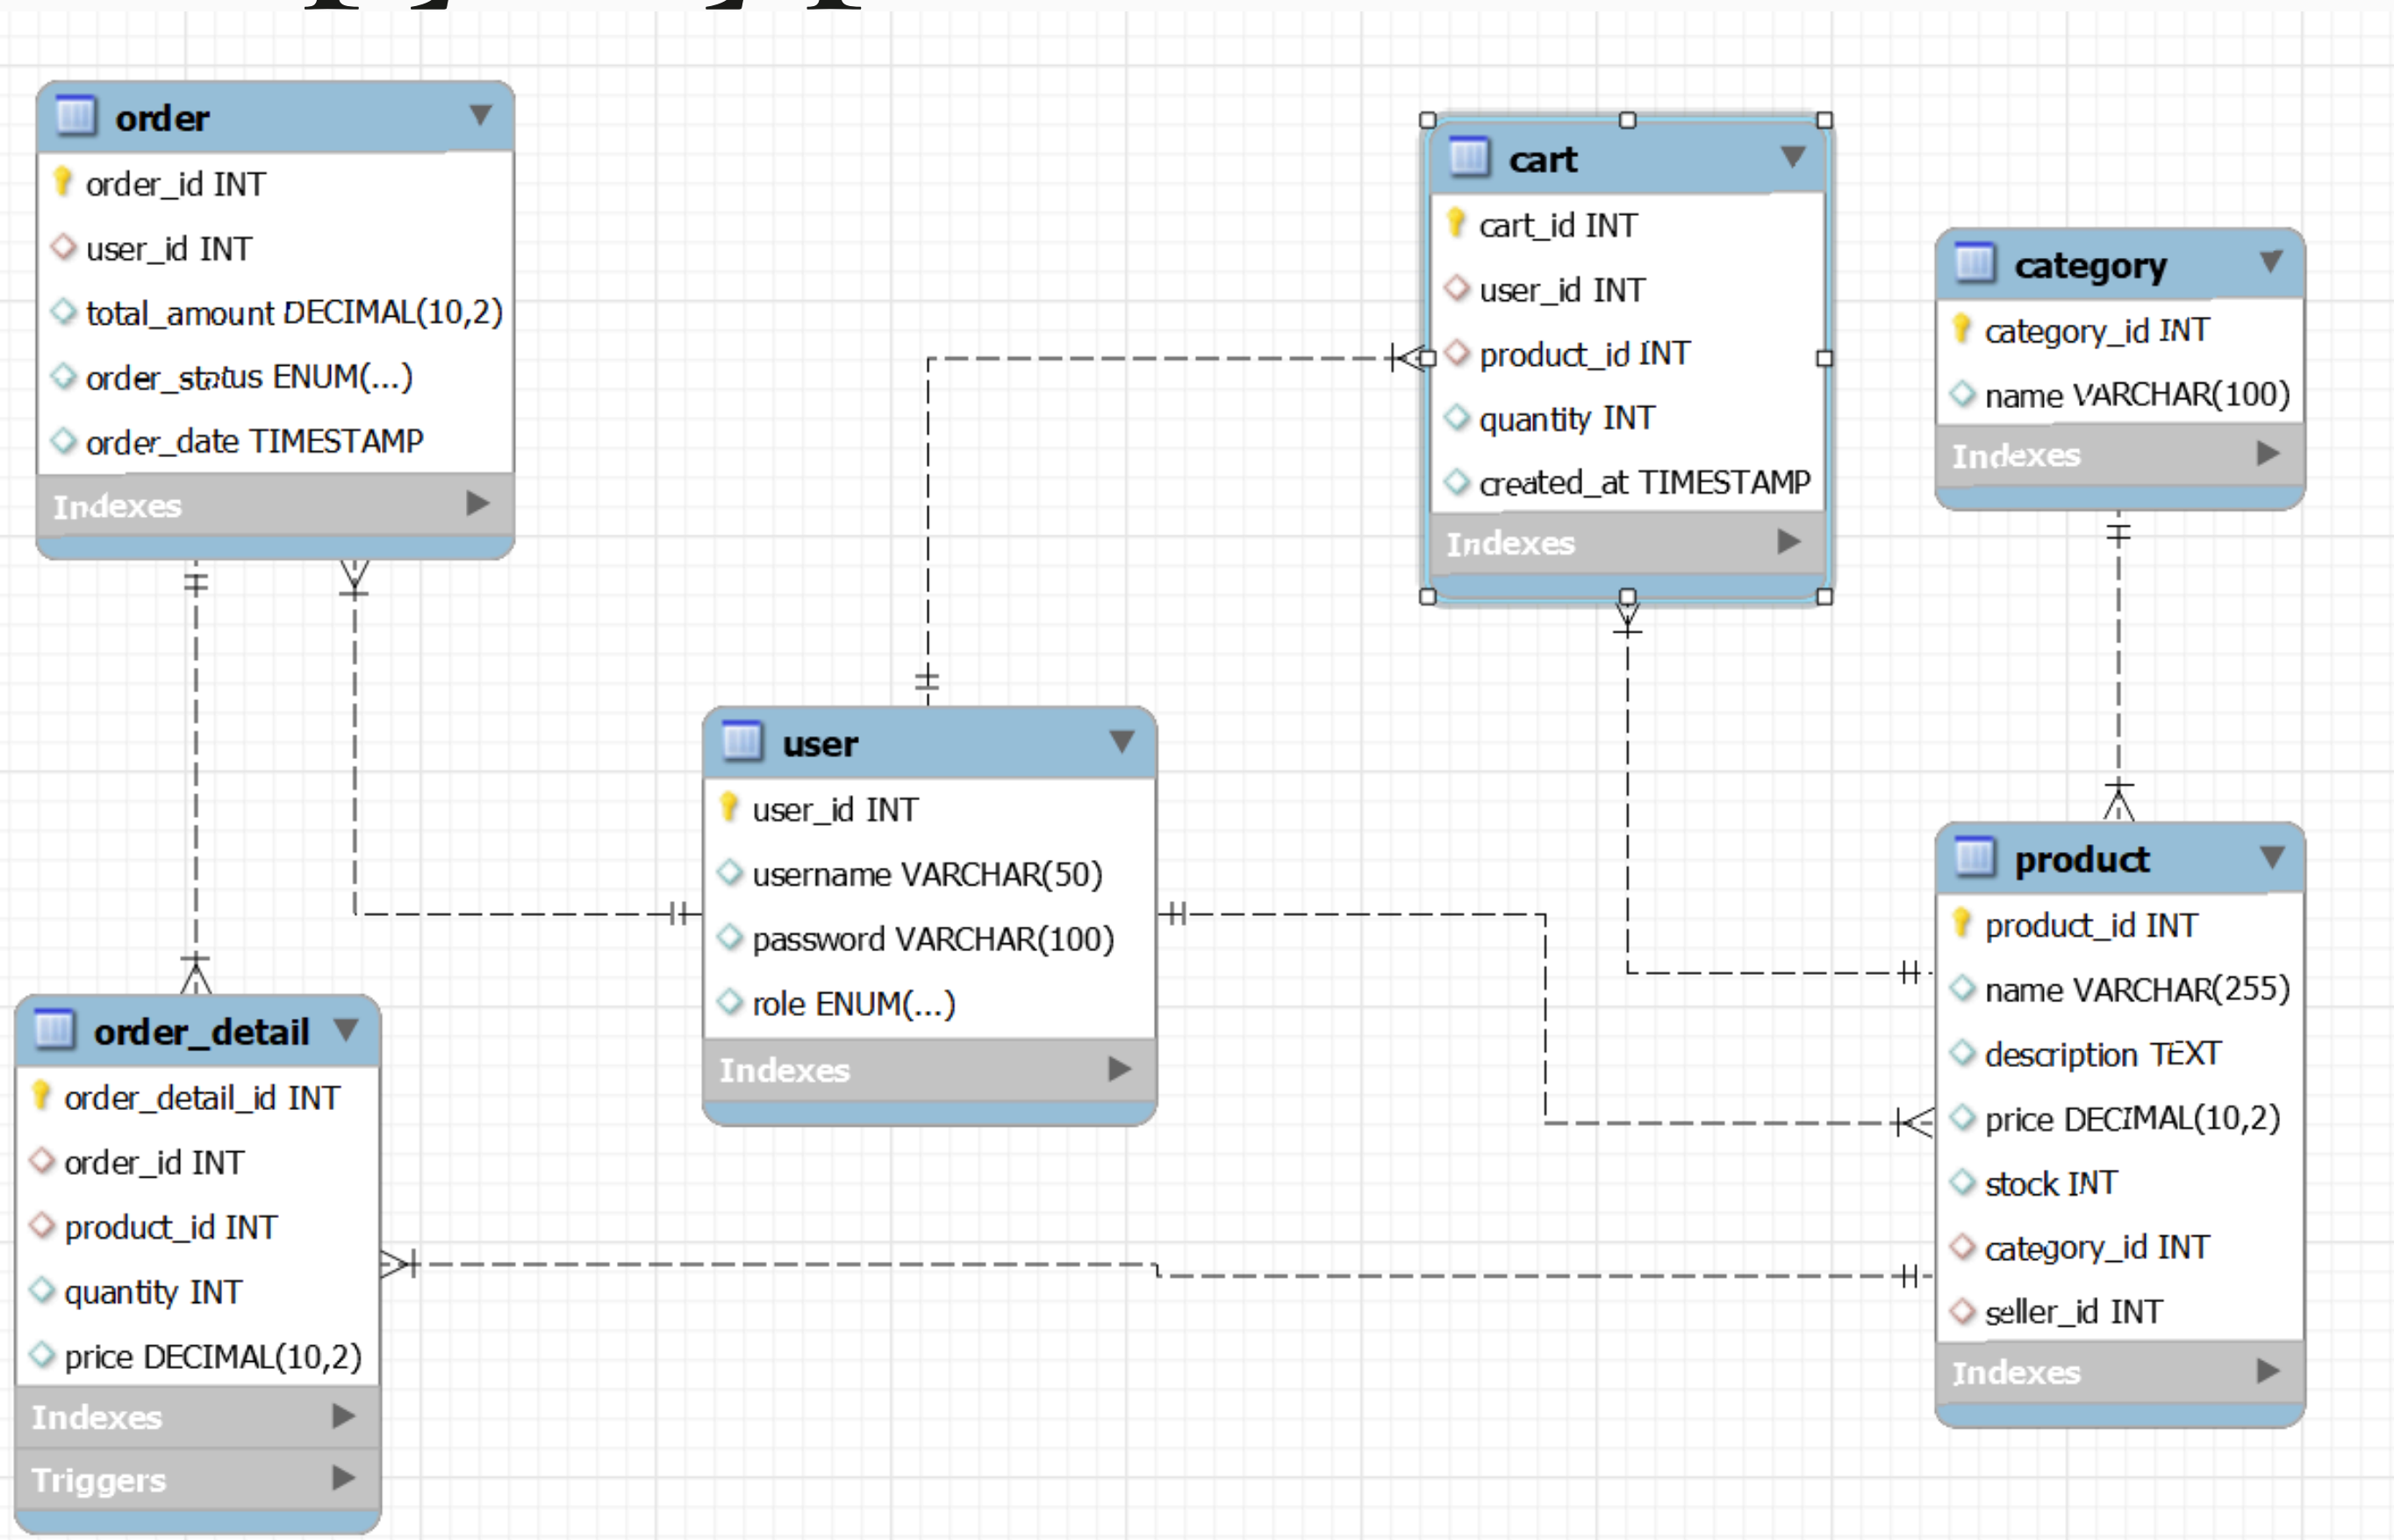 order
order_id INT
user_id INT
total_amount DECIMAL(10,2)
order_status ENUM(...)
order_date TIMESTAMP
Indexes
cart
cart_id INT
user_id INT
product_id INT
quantity INT
created_at TIMESTAMP
Indexes
category
category_id INT
name VARCHAR(100)
Indexes
user
user_id INT
username VARCHAR(50)
password VARCHAR(100)
role ENUM(...)
Indexes
product
product_id INT
name VARCHAR(255)
description TEXT
price DECIMAL(10,2)
stock INT
category_id INT
seller_id INT
Indexes
order_detail
order_detail_id INT
order_id INT
product_id INT
quantity INT
price DECIMAL(10,2)
Indexes
Triggers